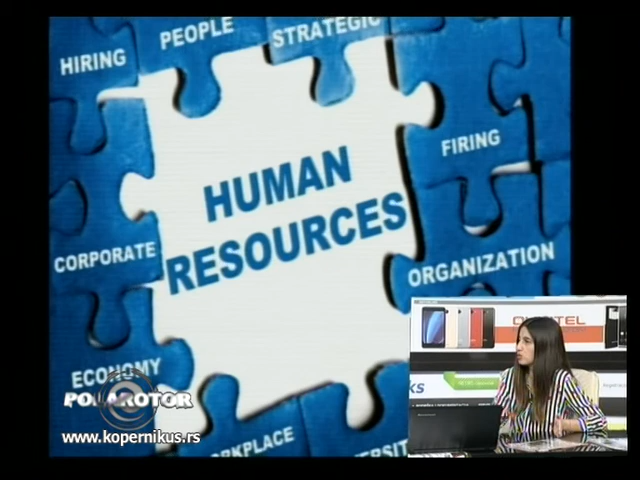 HIRING
PEOPLE
STRATEGIC
FIRING
HUMAN
RESOURCES
CORPORATE
ORGANIZATION
ECONOMY
POLAROTOR
www.kopernikus.rs